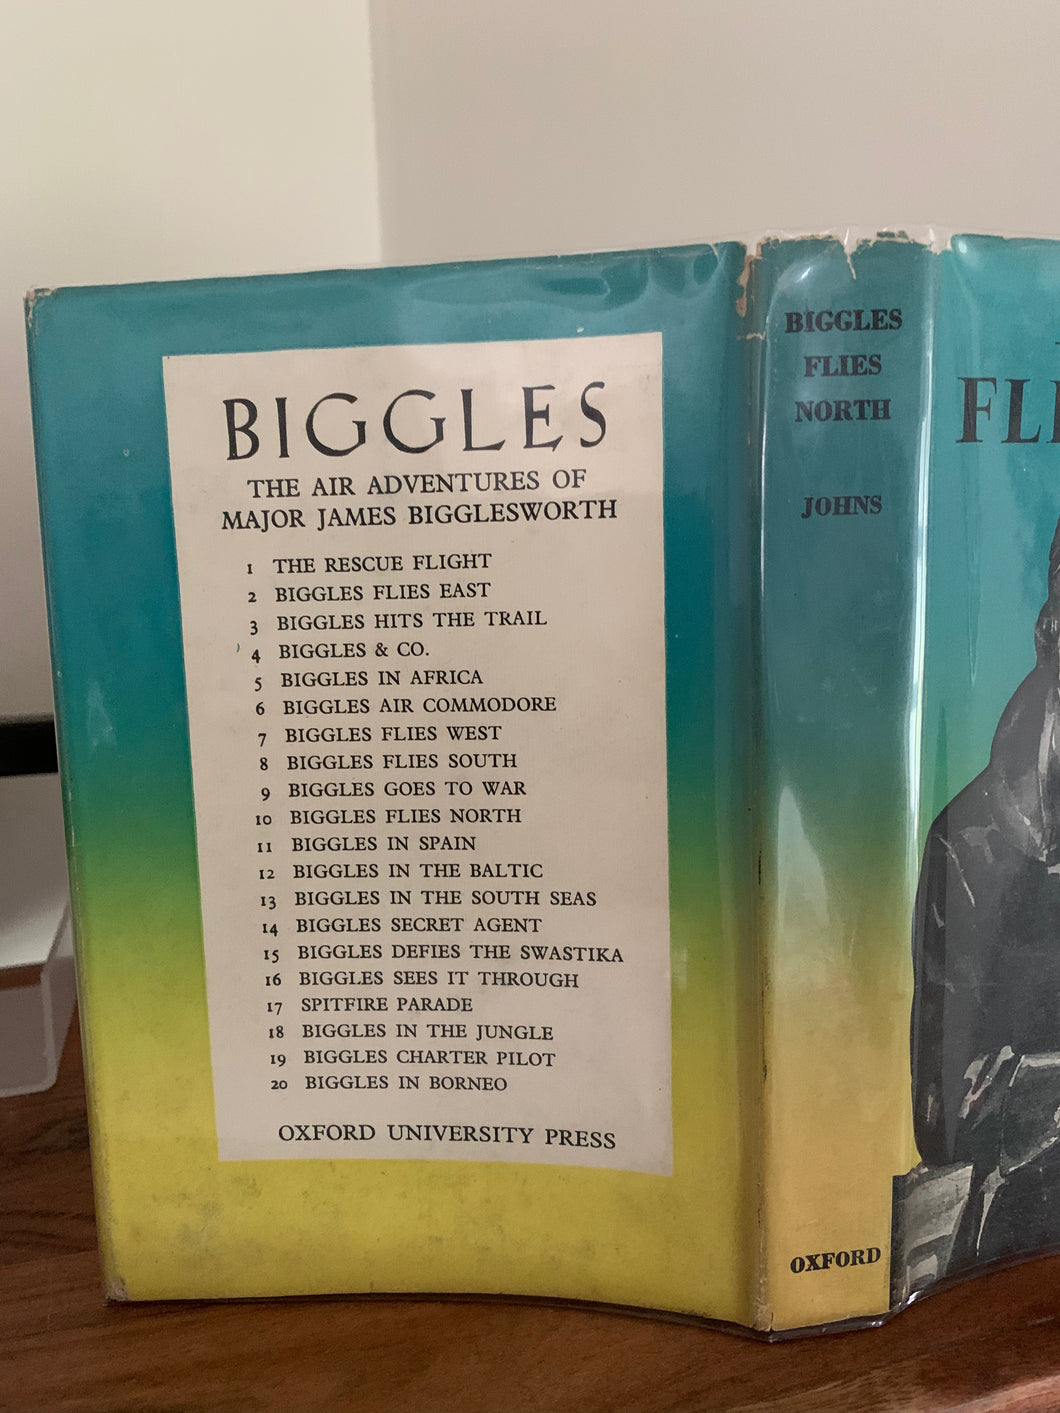 BIGGLES
THE AIR ADVENTURES OF
MAJOR JAMES BIGGLESWORTH
1 THE RESCUE FLIGHT
2 BIGGLES FLIES EAST
3 BIGGLES HITS THE TRAIL
4 BIGGLES & CO.
5 BIGGLES IN AFRICA
6 BIGGLES AIR COMMODORE
7 BIGGLES FLIES WEST
8 BIGGLES FLIES SOUTH
9 BIGGLES GOES TO WAR
10 BIGGLES FLIES NORTH
11 BIGGLES IN SPAIN
12 BIGGLES IN THE BALTIC
13 BIGGLES IN THE SOUTH SEAS
14 BIGGLES SECRET AGENT
15 BIGGLES DEFIES THE SWASTIKA
16 BIGGLES SEES IT THROUGH
17 SPITFIRE PARADE
18 BIGGLES IN THE JUNGLE
19 BIGGLES CHARTER PILOT
20 BIGGLES IN BORNEO
OXFORD UNIVERSITY PRESS
BIGGLES
FLIES
NORTH
JOHNS
OXFORD